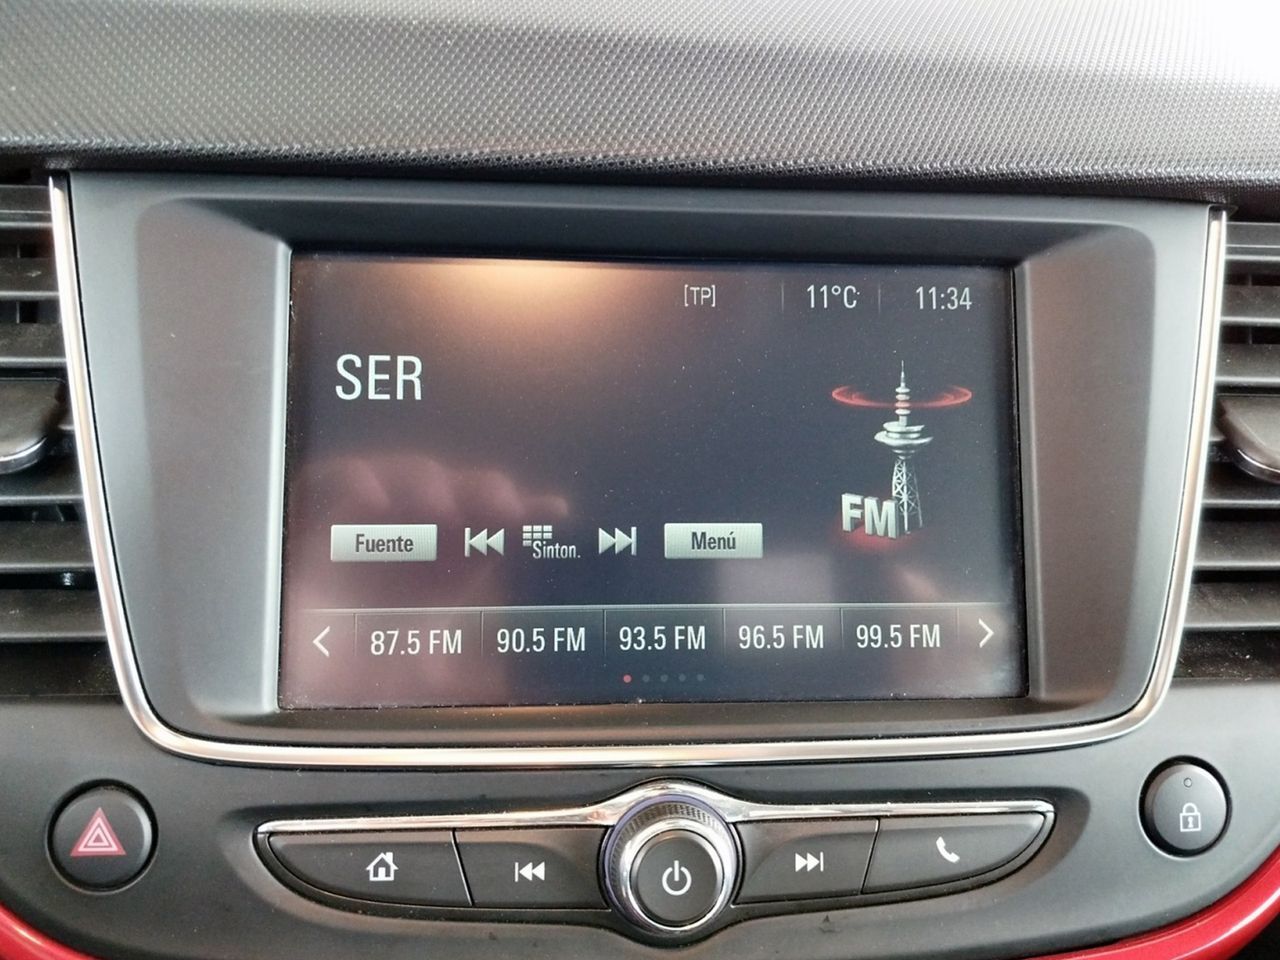 [TP] 11°C 11:34
SER
FM
Fuente Sinton. Menú
87.5 FM 90.5 FM 93.5 FM 96.5 FM 99.5 FM